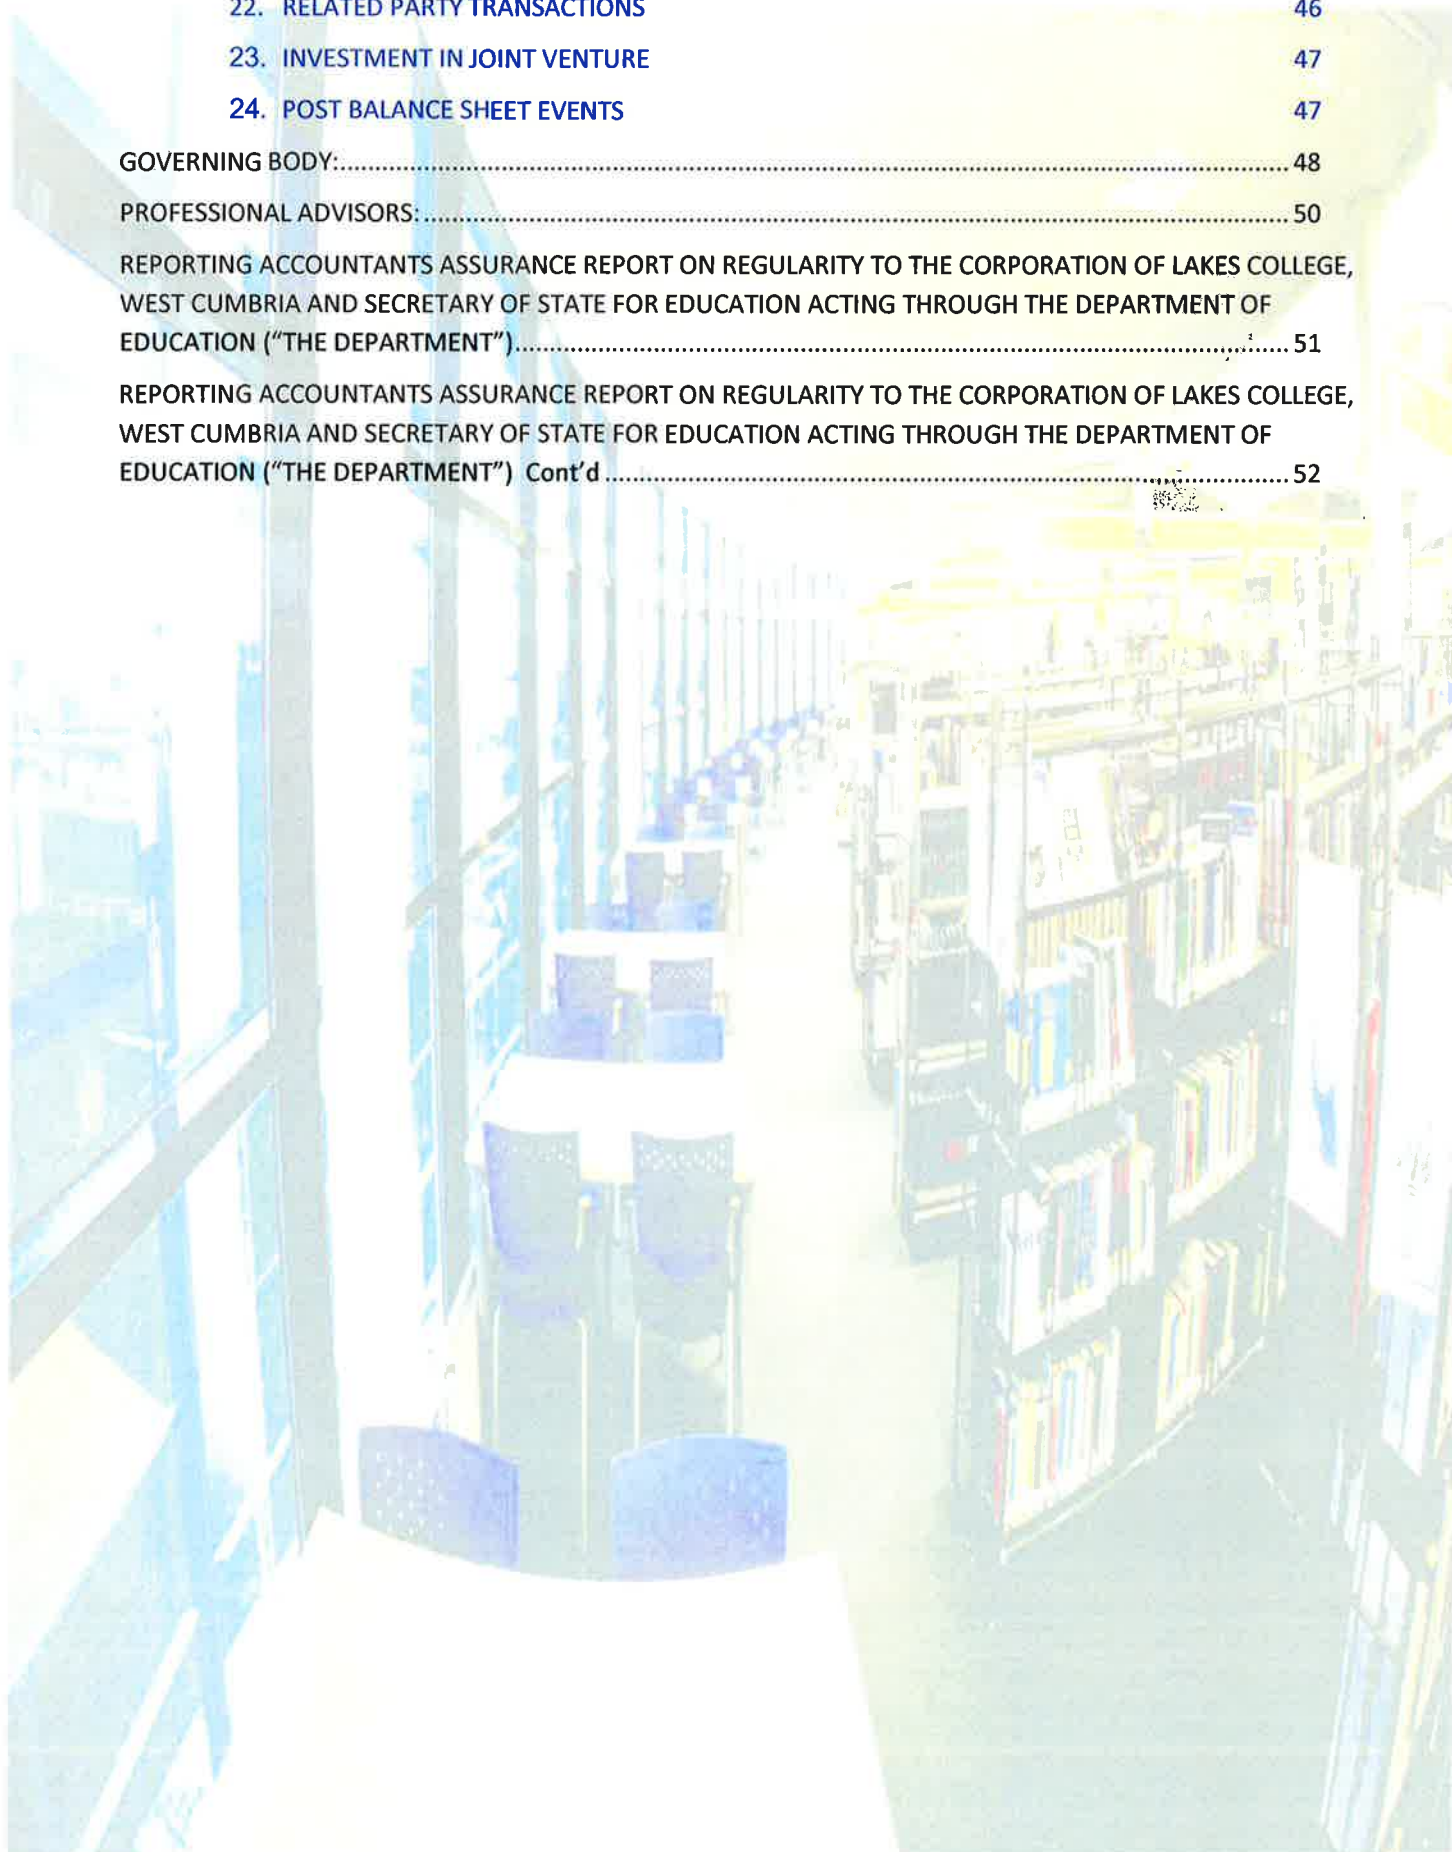 22. RELATED PARTY TRANSACTIONS 46
23. INVESTMENT IN JOINT VENTURE 47
24. POST BALANCE SHEET EVENTS 47
GOVERNING BODY:........................................................................................................ 48
PROFESSIONAL ADVISORS: ........................................................................................................ 50
REPORTING ACCOUNTANTS ASSURANCE REPORT ON REGULARITY TO THE CORPORATION OF LAKES COLLEGE,
WEST CUMBRIA AND SECRETARY OF STATE FOR EDUCATION ACTING THROUGH THE DEPARTMENT OF
EDUCATION (“THE DEPARTMENT”)........................................................................................................ 51
REPORTING ACCOUNTANTS ASSURANCE REPORT ON REGULARITY TO THE CORPORATION OF LAKES COLLEGE,
WEST CUMBRIA AND SECRETARY OF STATE FOR EDUCATION ACTING THROUGH THE DEPARTMENT OF
EDUCATION (“THE DEPARTMENT”) Cont’d ........................................................................................................ 52